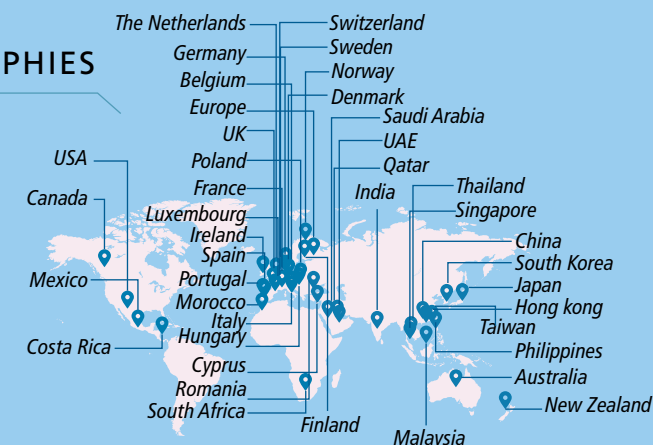 PHIES
The Netherlands
Germany
Belgium
Europe
UK
Poland
France
Luxembourg
Ireland
Spain
Portugal
Morocco
Italy
Hungary
Cyprus
Romania
South Africa
USA
Canada
Mexico
Costa Rica
Switzerland
Sweden
Norway
Denmark
Saudi Arabia
UAE
Qatar
India
Thailand
Singapore
China
South Korea
Japan
Hong kong
Taiwan
Philippines
Australia
New Zealand
Finland
Malaysia